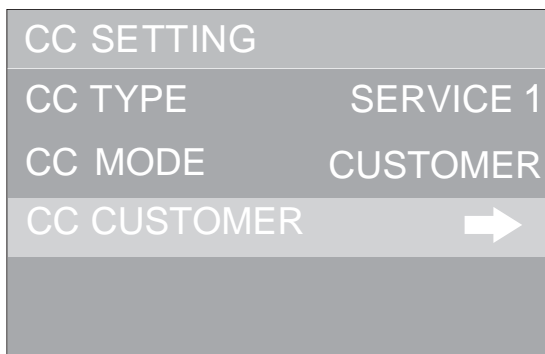 CC SETTING
CC TYPE SERVICE 1
CC MODE CUSTOMER
CC CUSTOMER